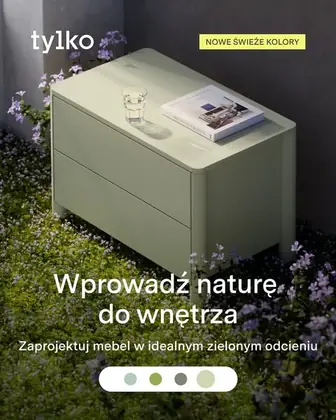 tylko
NOWE ŚWIEŻE KOLORY
Wprowadź naturę
do wnętrza
Zaprojektuj mebel w idealnym zielonym odcieniu